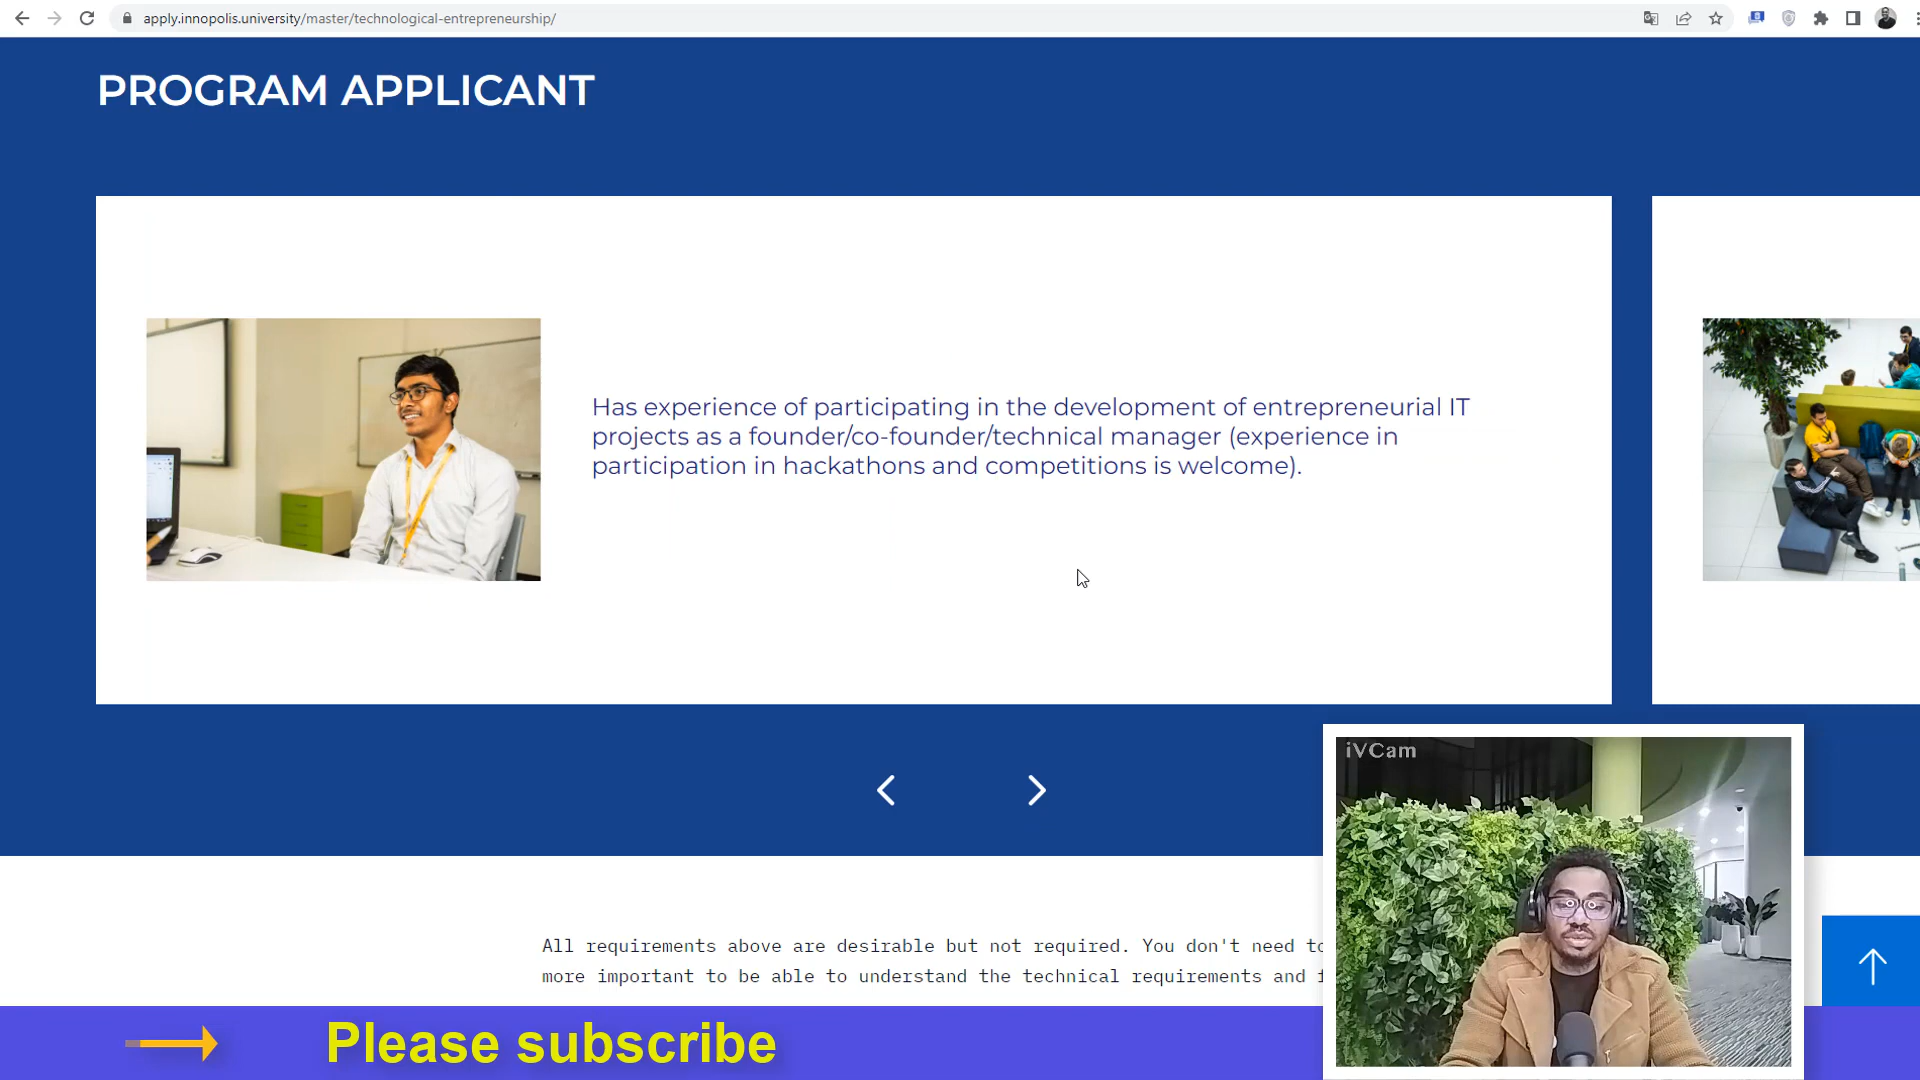 apply.innopolis.university/master/technological-entrepreneurship/
PROGRAM APPLICANT
Has experience of participating in the development of entrepreneurial IT
projects as a founder/co-founder/technical manager (experience in
participation in hackathons and competitions is welcome).
iVCam
All requirements above are desirable but not required. You don't need to
more important to be able to understand the technical requirements and
Please subscribe